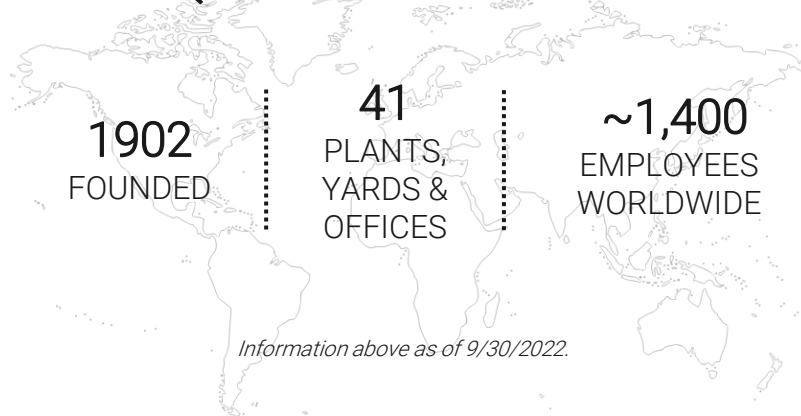 1902
FOUNDED
41
PLANTS,
YARDS &
OFFICES
~1,400
EMPLOYEES
WORLDWIDE
Information above as of 9/30/2022.